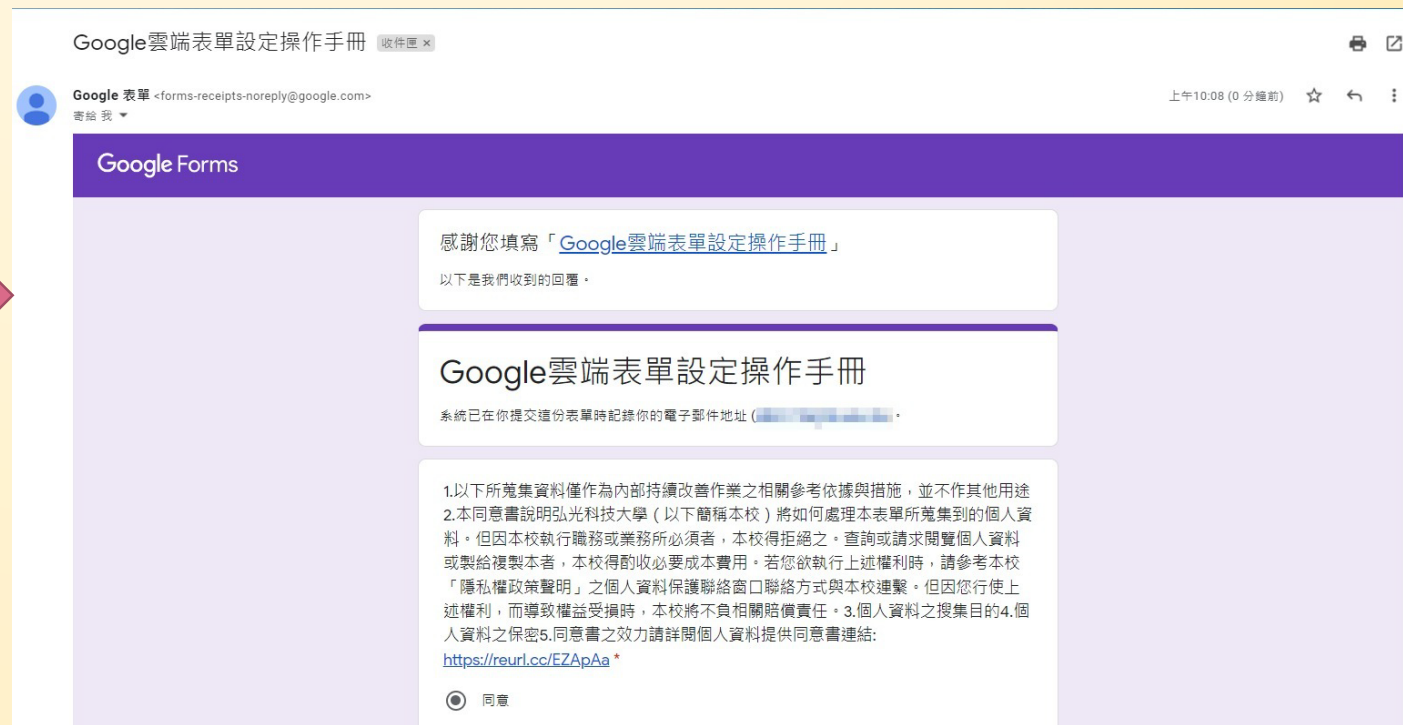 Google雲端表單設定操作手冊 收件匣 ×
Google 表單 <forms-receipts-noreply@google.com>
上午10:08 (0 分鐘前)
寄給 我
Google Forms
感謝您填寫「Google雲端表單設定操作手冊」
以下是我們收到的回覆。
Google雲端表單設定操作手冊
系統已在你提交這份表單時記錄你的電子郵件地址 (
。
1.以下所蒐集資料僅作為內部持續改善作業之相關參考依據與措施，並不作其他用途
2.本同意書說明弘光科技大學（以下簡稱本校）將如何處理本表單所蒐集到的個人資
料。但因本校執行職務或業務所必須者，本校得拒絕之。查詢或請求閱覽個人資料
或製給複製本者，本校得酌收必要成本費用。若您欲執行上述權利時，請參考本校
「隱私權政策聲明」之個人資料保護聯絡窗口聯絡方式與本校連繫。但因您行使上
述權利，而導致權益受損時，本校將不負相關賠償責任。3.個人資料之搜集目的4.個
人資料之保密5.同意書之效力請詳閱個人資料提供同意書連結:
https://reurl.cc/EZApAa *
同意